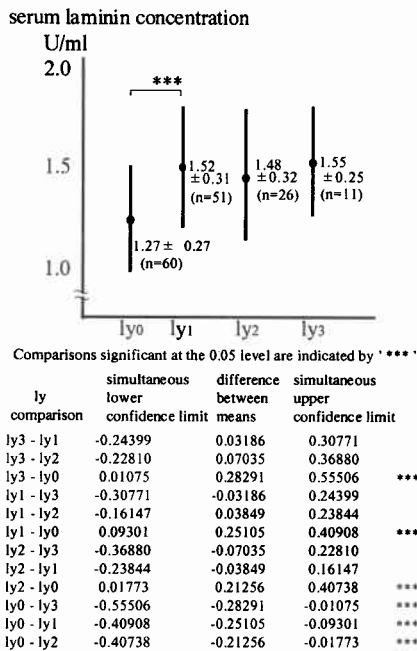 serum laminin concentration
U/ml
2.0
***
1.5
1.52
±0.31
(n=51)
1.48
±0.32
(n=26)
1.55
±0.25
(n=11)
1.27± 0.27
(n=60)
1.0
ly0 ly1 ly2 ly3
Comparisons significant at the 0.05 level are indicated by '***'
ly comparison simultaneous lower confidence limit difference between means simultaneous upper confidence limit
ly3 - ly1 -0.24399 0.03186 0.30771
ly3 - ly2 -0.22810 0.07035 0.36880
ly3 - ly0 0.01075 0.28291 0.55506 ***
ly1 - ly3 -0.30771 -0.03186 0.24399
ly1 - ly2 -0.16147 0.03849 0.23844
ly1 - ly0 0.09301 0.25105 0.40908 ***
ly2 - ly3 -0.36880 -0.07035 0.22810
ly2 - ly1 -0.23844 -0.03849 0.16147
ly2 - ly0 0.01773 0.21256 0.40738 ***
ly0 - ly3 -0.55506 -0.28291 -0.01075 ***
ly0 - ly1 -0.40908 -0.25105 -0.09301 ***
ly0 - ly2 -0.40738 -0.21256 -0.01773 ***